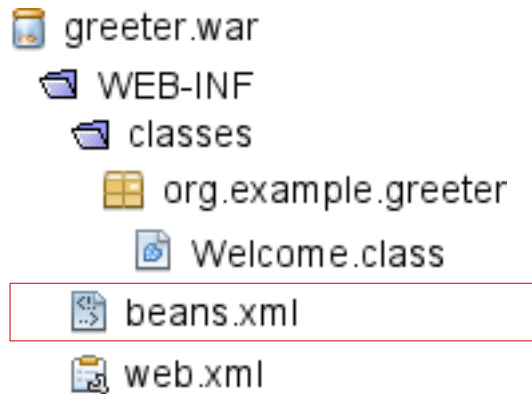 greeter.war
WEB-INF
classes
org.example.greeter
Welcome.class
beans.xml
web.xml